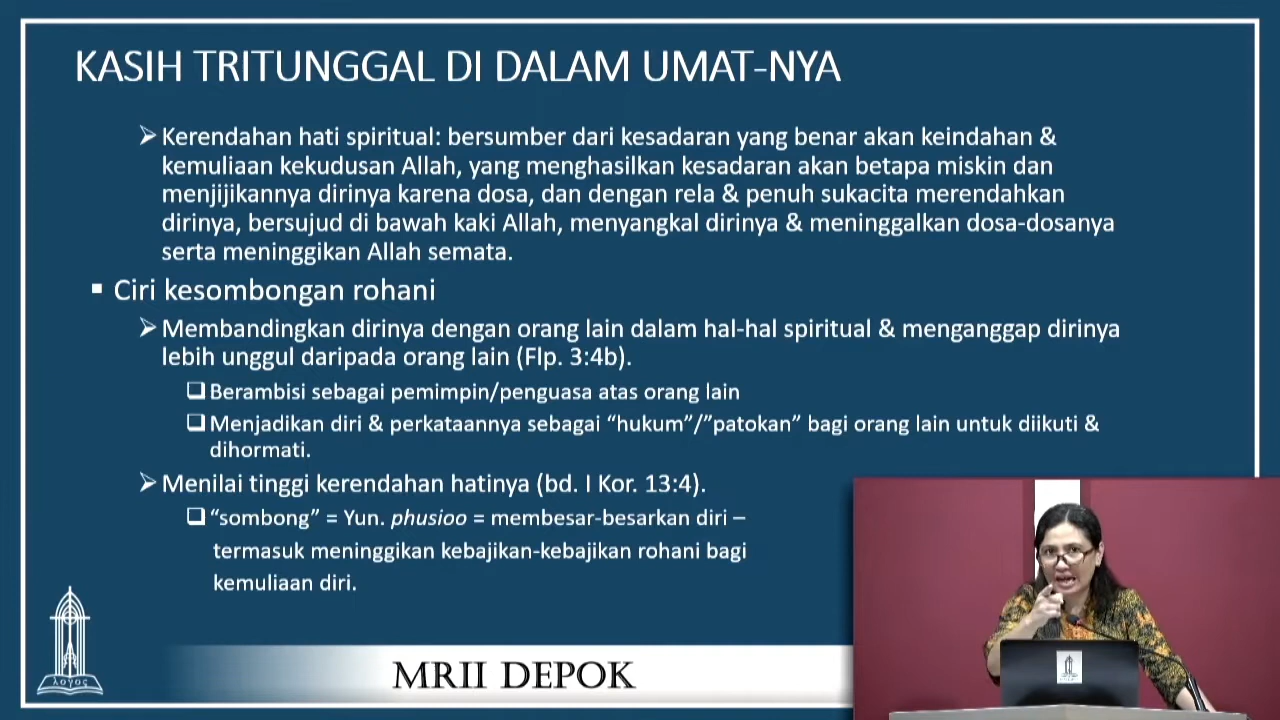 KASIH TRITUNGGAL DI DALAM UMAT-NYA
Kerendahan hati spiritual: bersumber dari kesadaran yang benar akan keindahan &
kemuliaan kekudusan Allah, yang menghasilkan kesadaran akan betapa miskin dan
menjijikannya dirinya karena dosa, dan dengan rela & penuh sukacita merendahkan
dirinya, bersujud di bawah kaki Allah, menyangkal dirinya & meninggalkan dosa-dosanya
serta meninggikan Allah semata.
Ciri kesombongan rohani
Membandingkan dirinya dengan orang lain dalam hal-hal spiritual & menganggap dirinya
lebih unggul daripada orang lain (Flp. 3:4b).
Berambisi sebagai pemimpin/penguasa atas orang lain
Menjadikan diri & perkataannya sebagai “hukum”/”patokan” bagi orang lain untuk diikuti &
dihormati.
Menilai tinggi kerendahan hatinya (bd. I Kor. 13:4).
“sombong” = Yun. phusioo = membesar-besarkan diri –
termasuk meninggikan kebajikan-kebajikan rohani bagi
kemuliaan diri.
λογος
MRII DEPOK